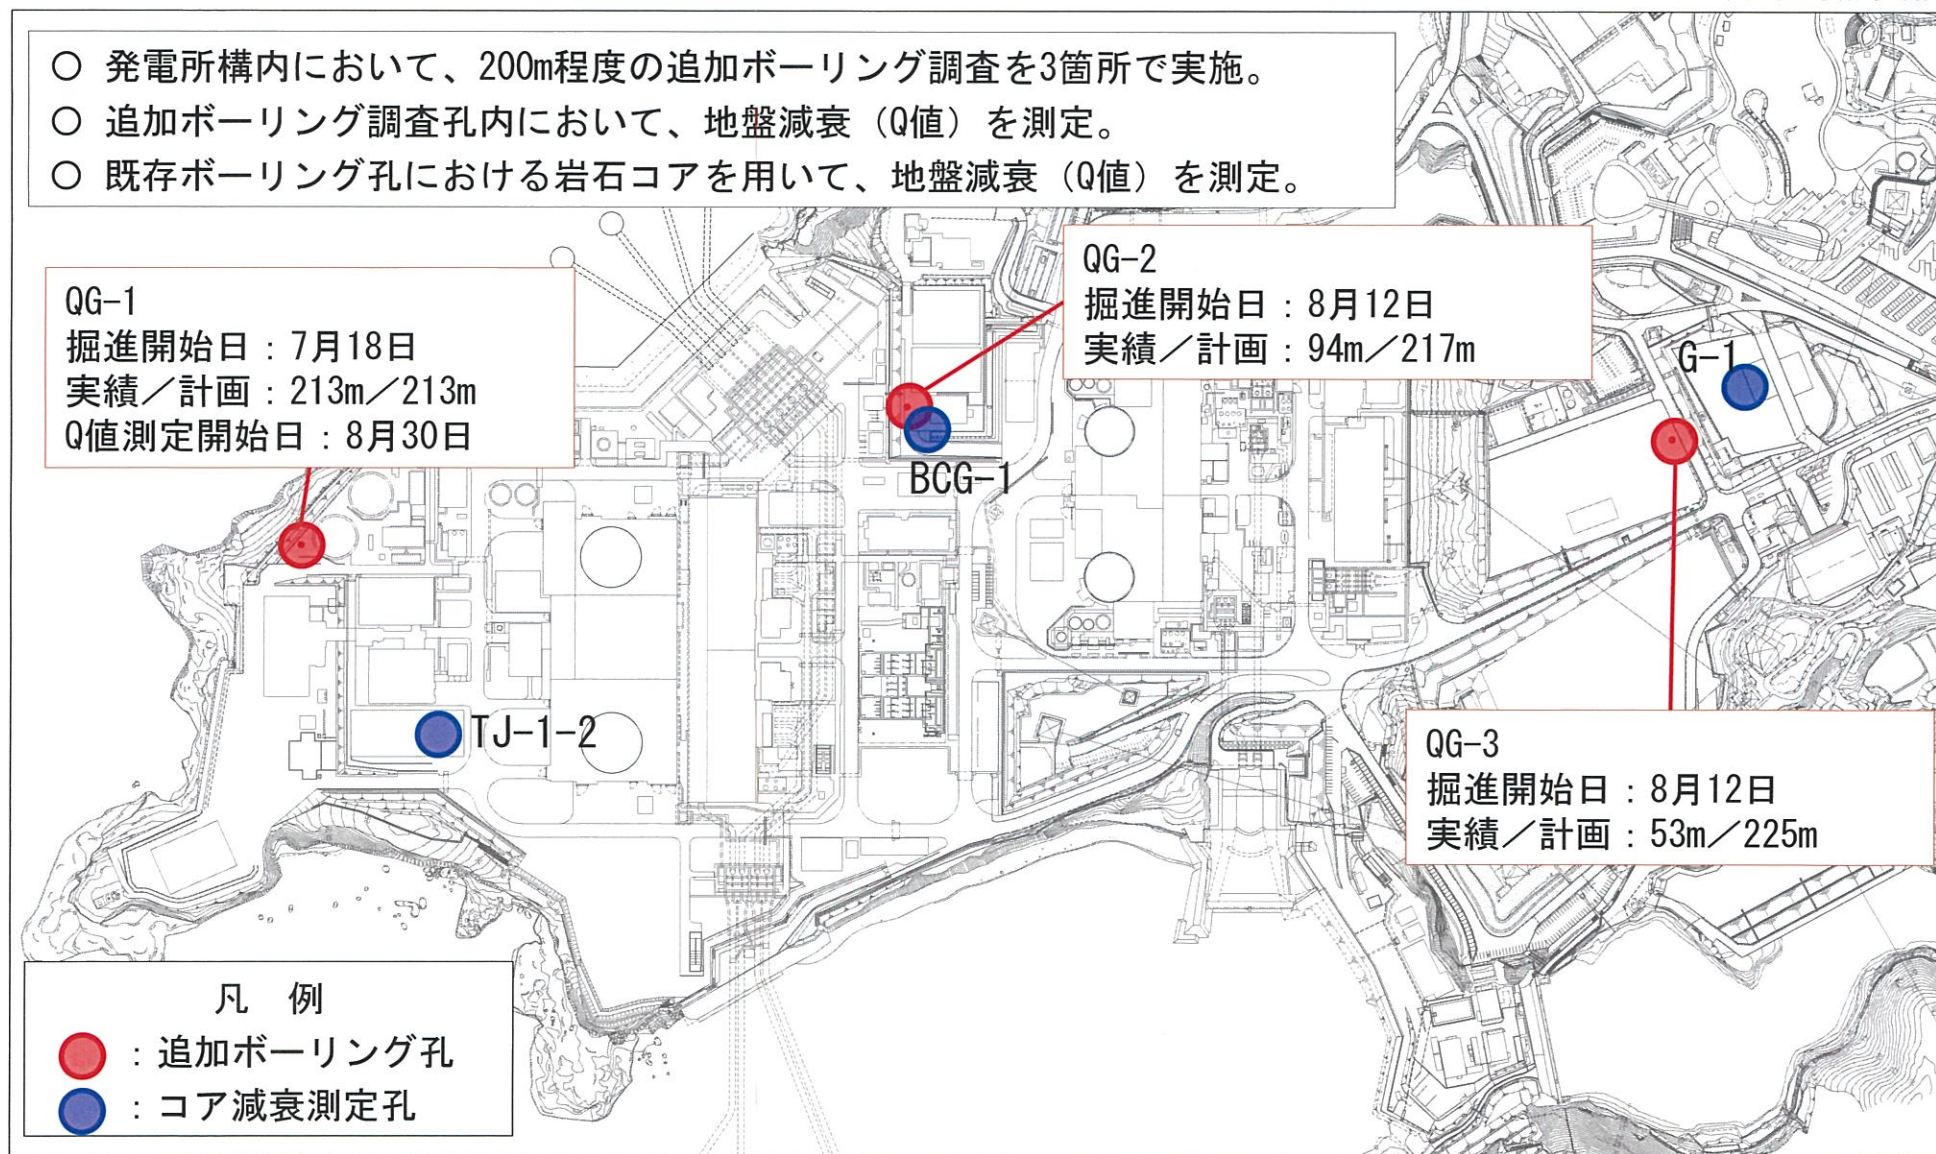 ○ 発電所構内において、200m程度の追加ボーリング調査を3箇所で実施。
○ 追加ボーリング調査孔内において、地盤減衰（Q値）を測定。
○ 既存ボーリング孔における岩石コアを用いて、地盤減衰（Q値）を測定。
QG-1
掘進開始日：7月18日
実績／計画：213m／213m
Q値測定開始日：8月30日
QG-2
掘進開始日：8月12日
実績／計画：94m／217m
G-1
BCG-1
TJ-1-2
QG-3
掘進開始日：8月12日
実績／計画：53m／225m
凡 例
：追加ボーリング孔
：コア減衰測定孔